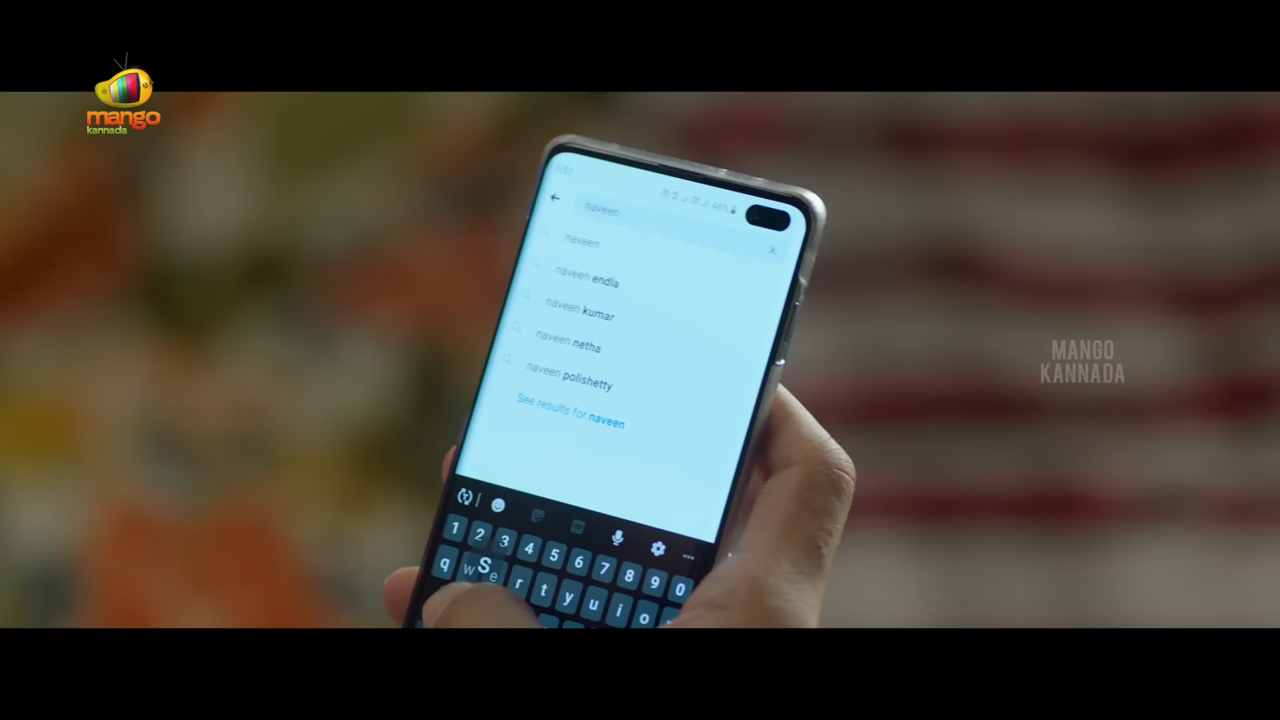 mango
kannada
46%
naveen
naveen
naveen endla
naveen kumar
naveen netha
naveen polishetty
See results for naveen
1 2 3 4 5 6 7 8 9 0
q w S e r t y u i o
MANGO
KANNADA